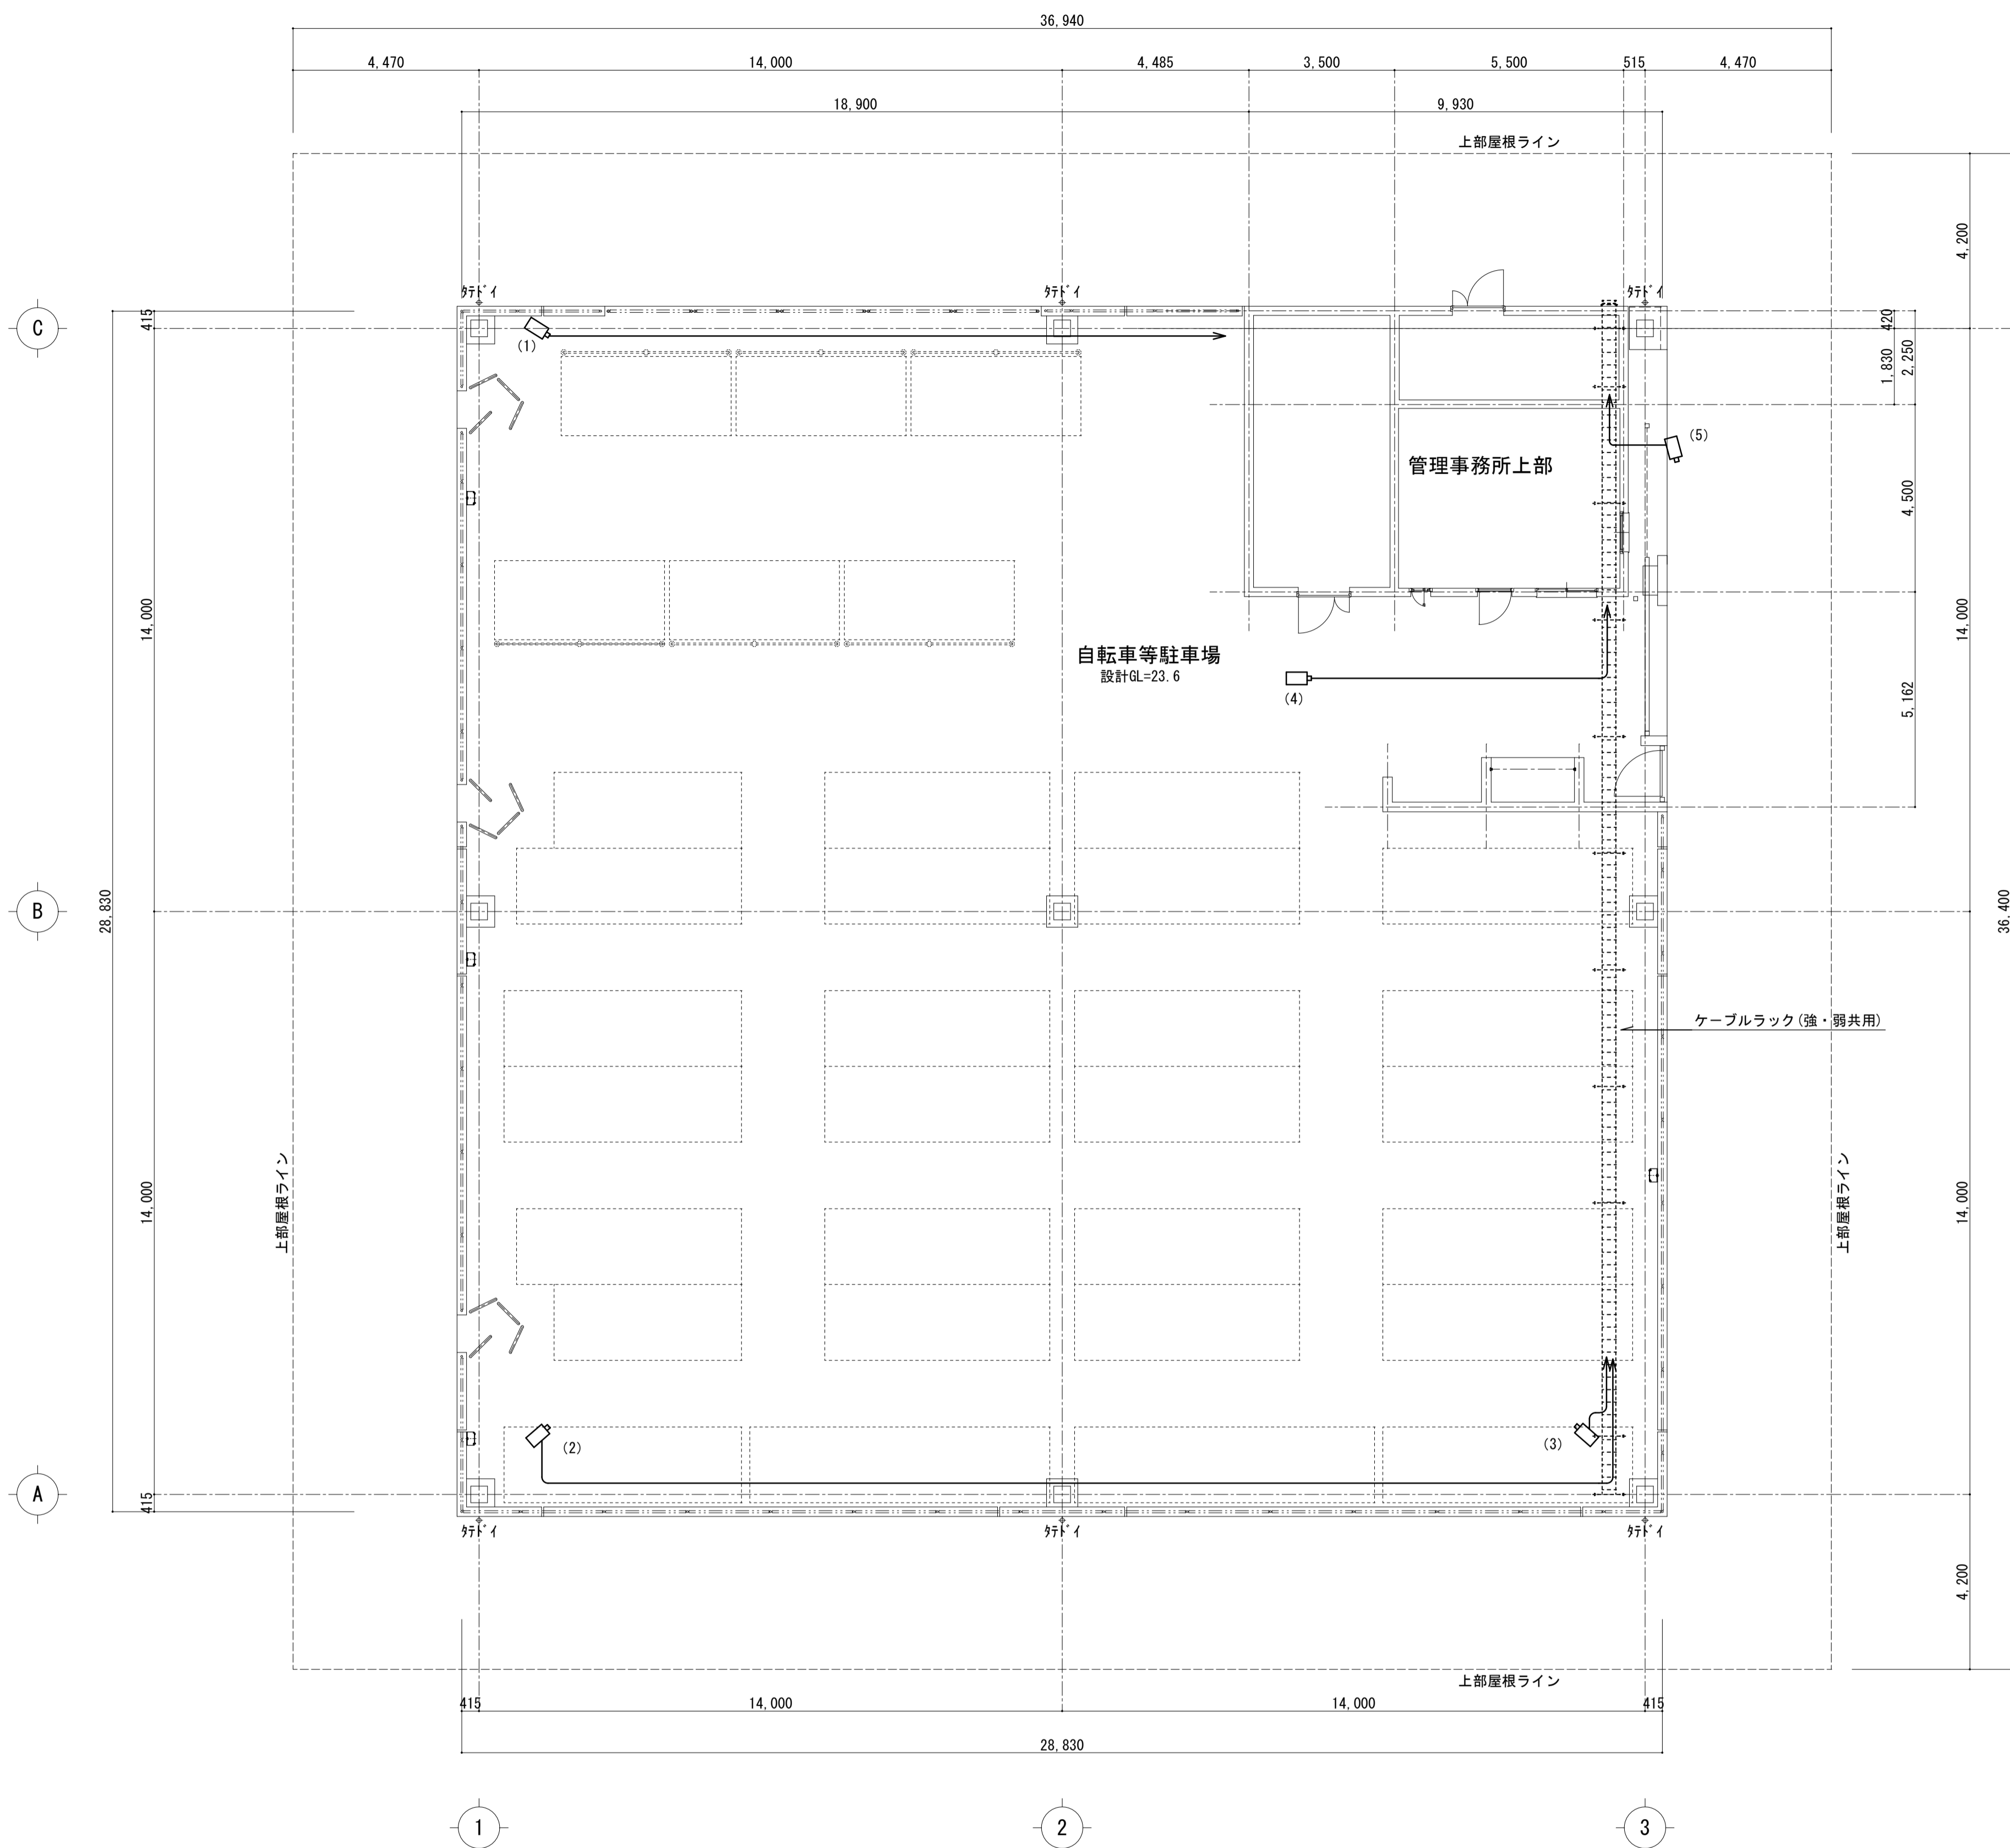 36,940
4,470 14,000 4,485 3,500 5,500 515 4,470
18,900 9,930
上部屋根ライン
4,200
タテドイ タテドイ タテドイ
C
415
(1)
420
1,830
2,250
(5)
管理事務所上部
4,500
14,000
14,000
自転車等駐車場
設計GL=23.6
(4)
5,162
28,830
B
36,400
ケーブルラック(強・弱共用)
上部屋根ライン
14,000
14,000
上部屋根ライン
(2)
(3)
A
415
タテドイ タテドイ タテドイ
4,200
上部屋根ライン
415 14,000 14,000 415
28,830
1 2 3